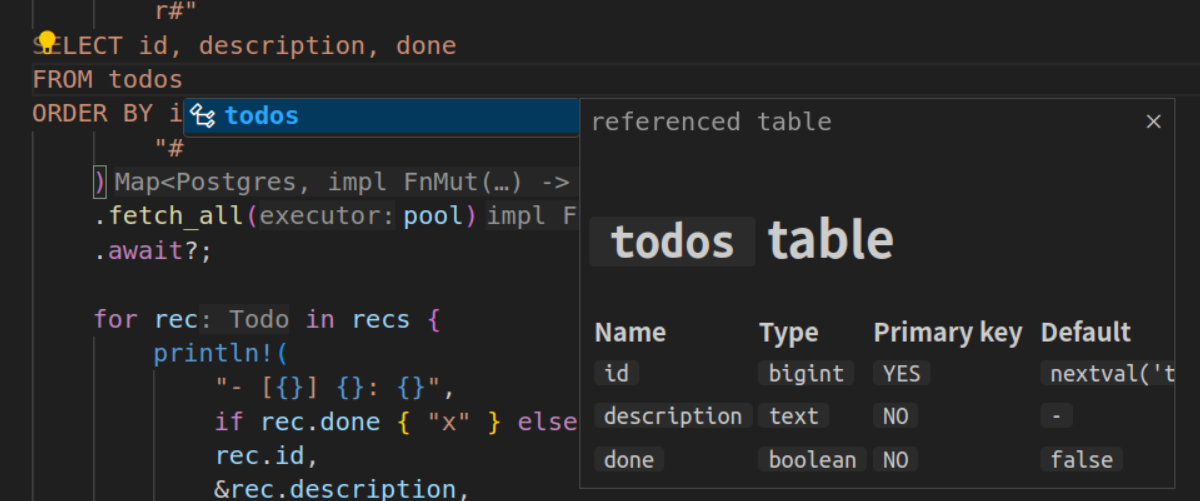 r#"
SELECT id, description, done
FROM todos
ORDER BY i
todos
"#
) Map<Postgres, impl FnMut(…) ->
.fetch_all(executor: pool) impl F
.await?;
for rec: Todo in recs {
println!(
"- [{}] {}: {}",
if rec.done { "x" } else
rec.id,
&rec.description,
referenced table
todos table
Name Type Primary key Default
id bigint YES nextval('t
description text NO -
done boolean NO false